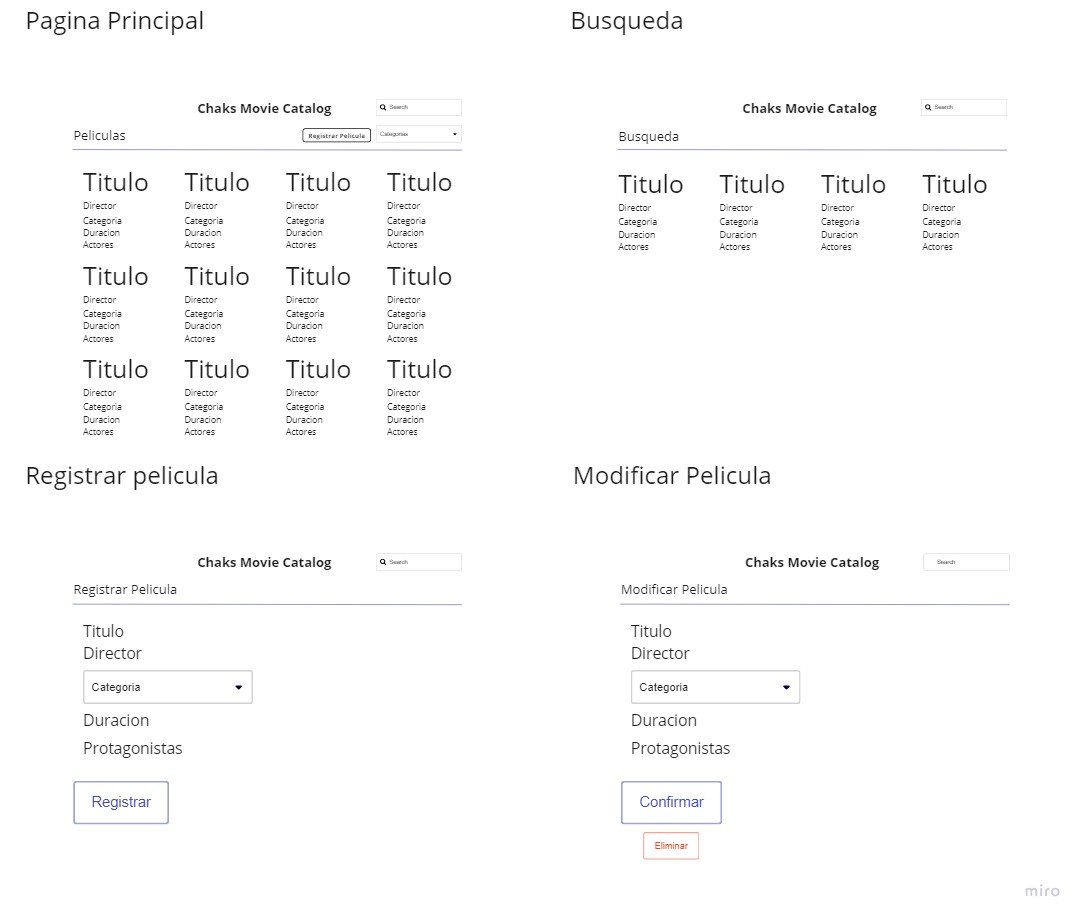 Pagina Principal
Chaks Movie Catalog
Search
Peliculas
Registrar Pelicula
Categorias
Titulo Titulo Titulo Titulo
Director Director Director Director
Categoria Categoria Categoria Categoria
Duracion Duracion Duracion Duracion
Actores Actores Actores Actores
Titulo Titulo Titulo Titulo
Director Director Director Director
Categoria Categoria Categoria Categoria
Duracion Duracion Duracion Duracion
Actores Actores Actores Actores
Titulo Titulo Titulo Titulo
Director Director Director Director
Categoria Categoria Categoria Categoria
Duracion Duracion Duracion Duracion
Actores Actores Actores Actores
Busqueda
Chaks Movie Catalog
Search
Busqueda
Titulo Titulo Titulo Titulo
Director Director Director Director
Categoria Categoria Categoria Categoria
Duracion Duracion Duracion Duracion
Actores Actores Actores Actores
Registrar pelicula
Chaks Movie Catalog
Search
Registrar Pelicula
Titulo
Director
Categoria
Duracion
Protagonistas
Registrar
Modificar Pelicula
Chaks Movie Catalog
Search
Modificar Pelicula
Titulo
Director
Categoria
Duracion
Protagonistas
Confirmar
Eliminar
miro